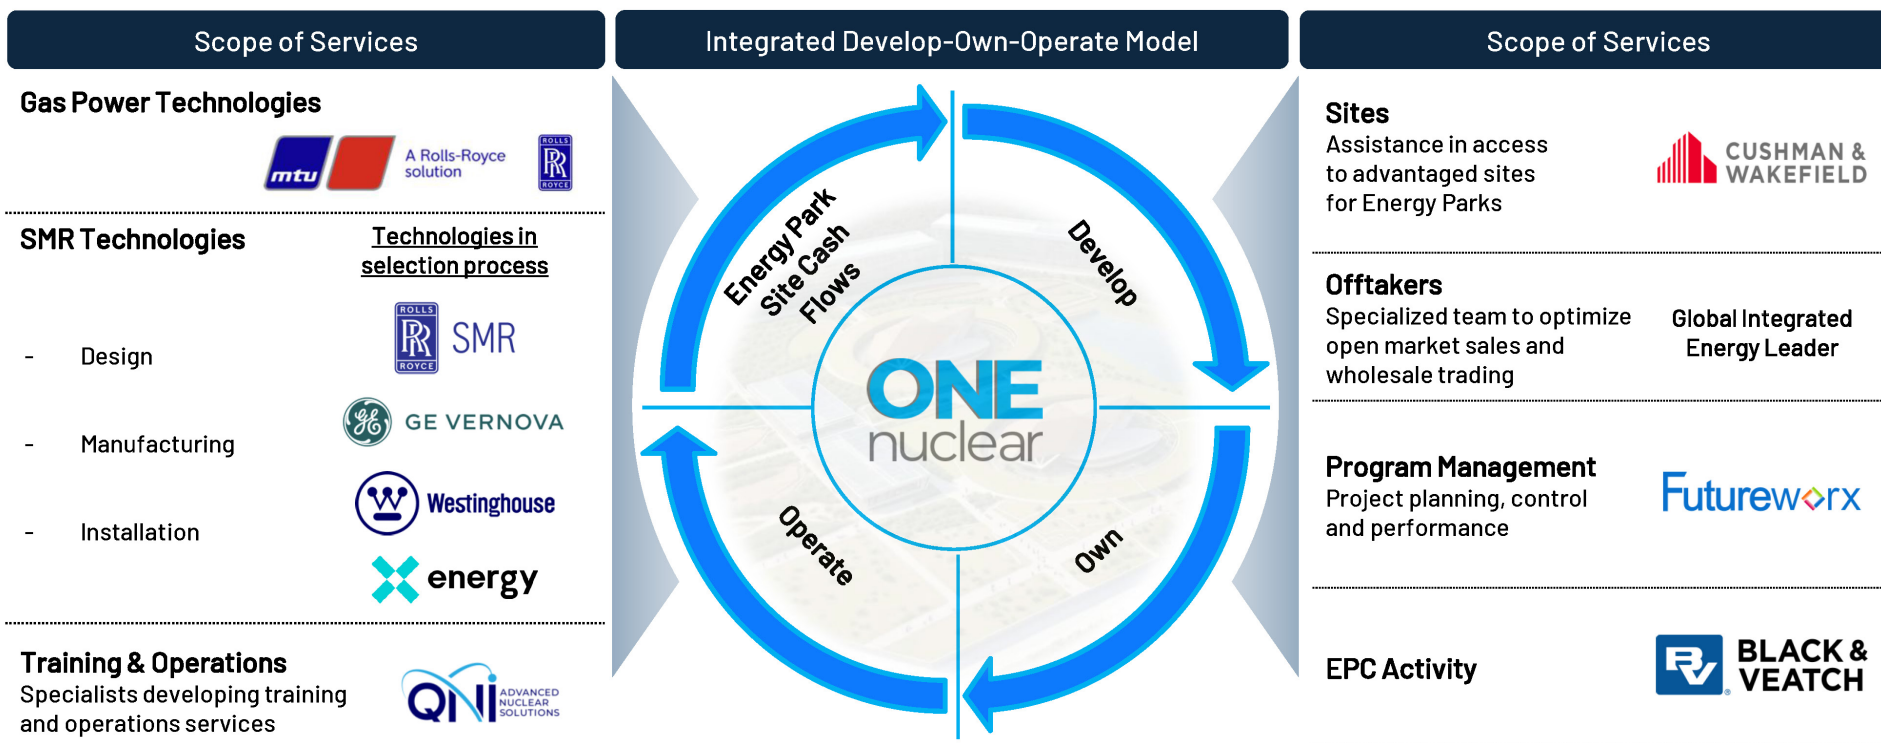 Scope of Services
Gas Power Technologies
mtu
A Rolls-Royce
solution
ROLLS
RR
ROYCE
SMR Technologies
Technologies in
selection process
- Design
- Manufacturing
- Installation
ROLLS
RR
ROYCE
SMR
GE
GE VERNOVA
W
Westinghouse
X energy
Training & Operations
Specialists developing training
and operations services
QNI
ADVANCED
NUCLEAR
SOLUTIONS
Integrated Develop-Own-Operate Model
Energy Park
Site Cash
Flows
Develop
Own
Operate
ONE
nuclear
Scope of Services
Sites
Assistance in access
to advantaged sites
for Energy Parks
CUSHMAN &
WAKEFIELD
Offtakers
Specialized team to optimize
open market sales and
wholesale trading
Global Integrated
Energy Leader
Program Management
Project planning, control
and performance
Futureworx
EPC Activity
BV
®
BLACK &
VEATCH